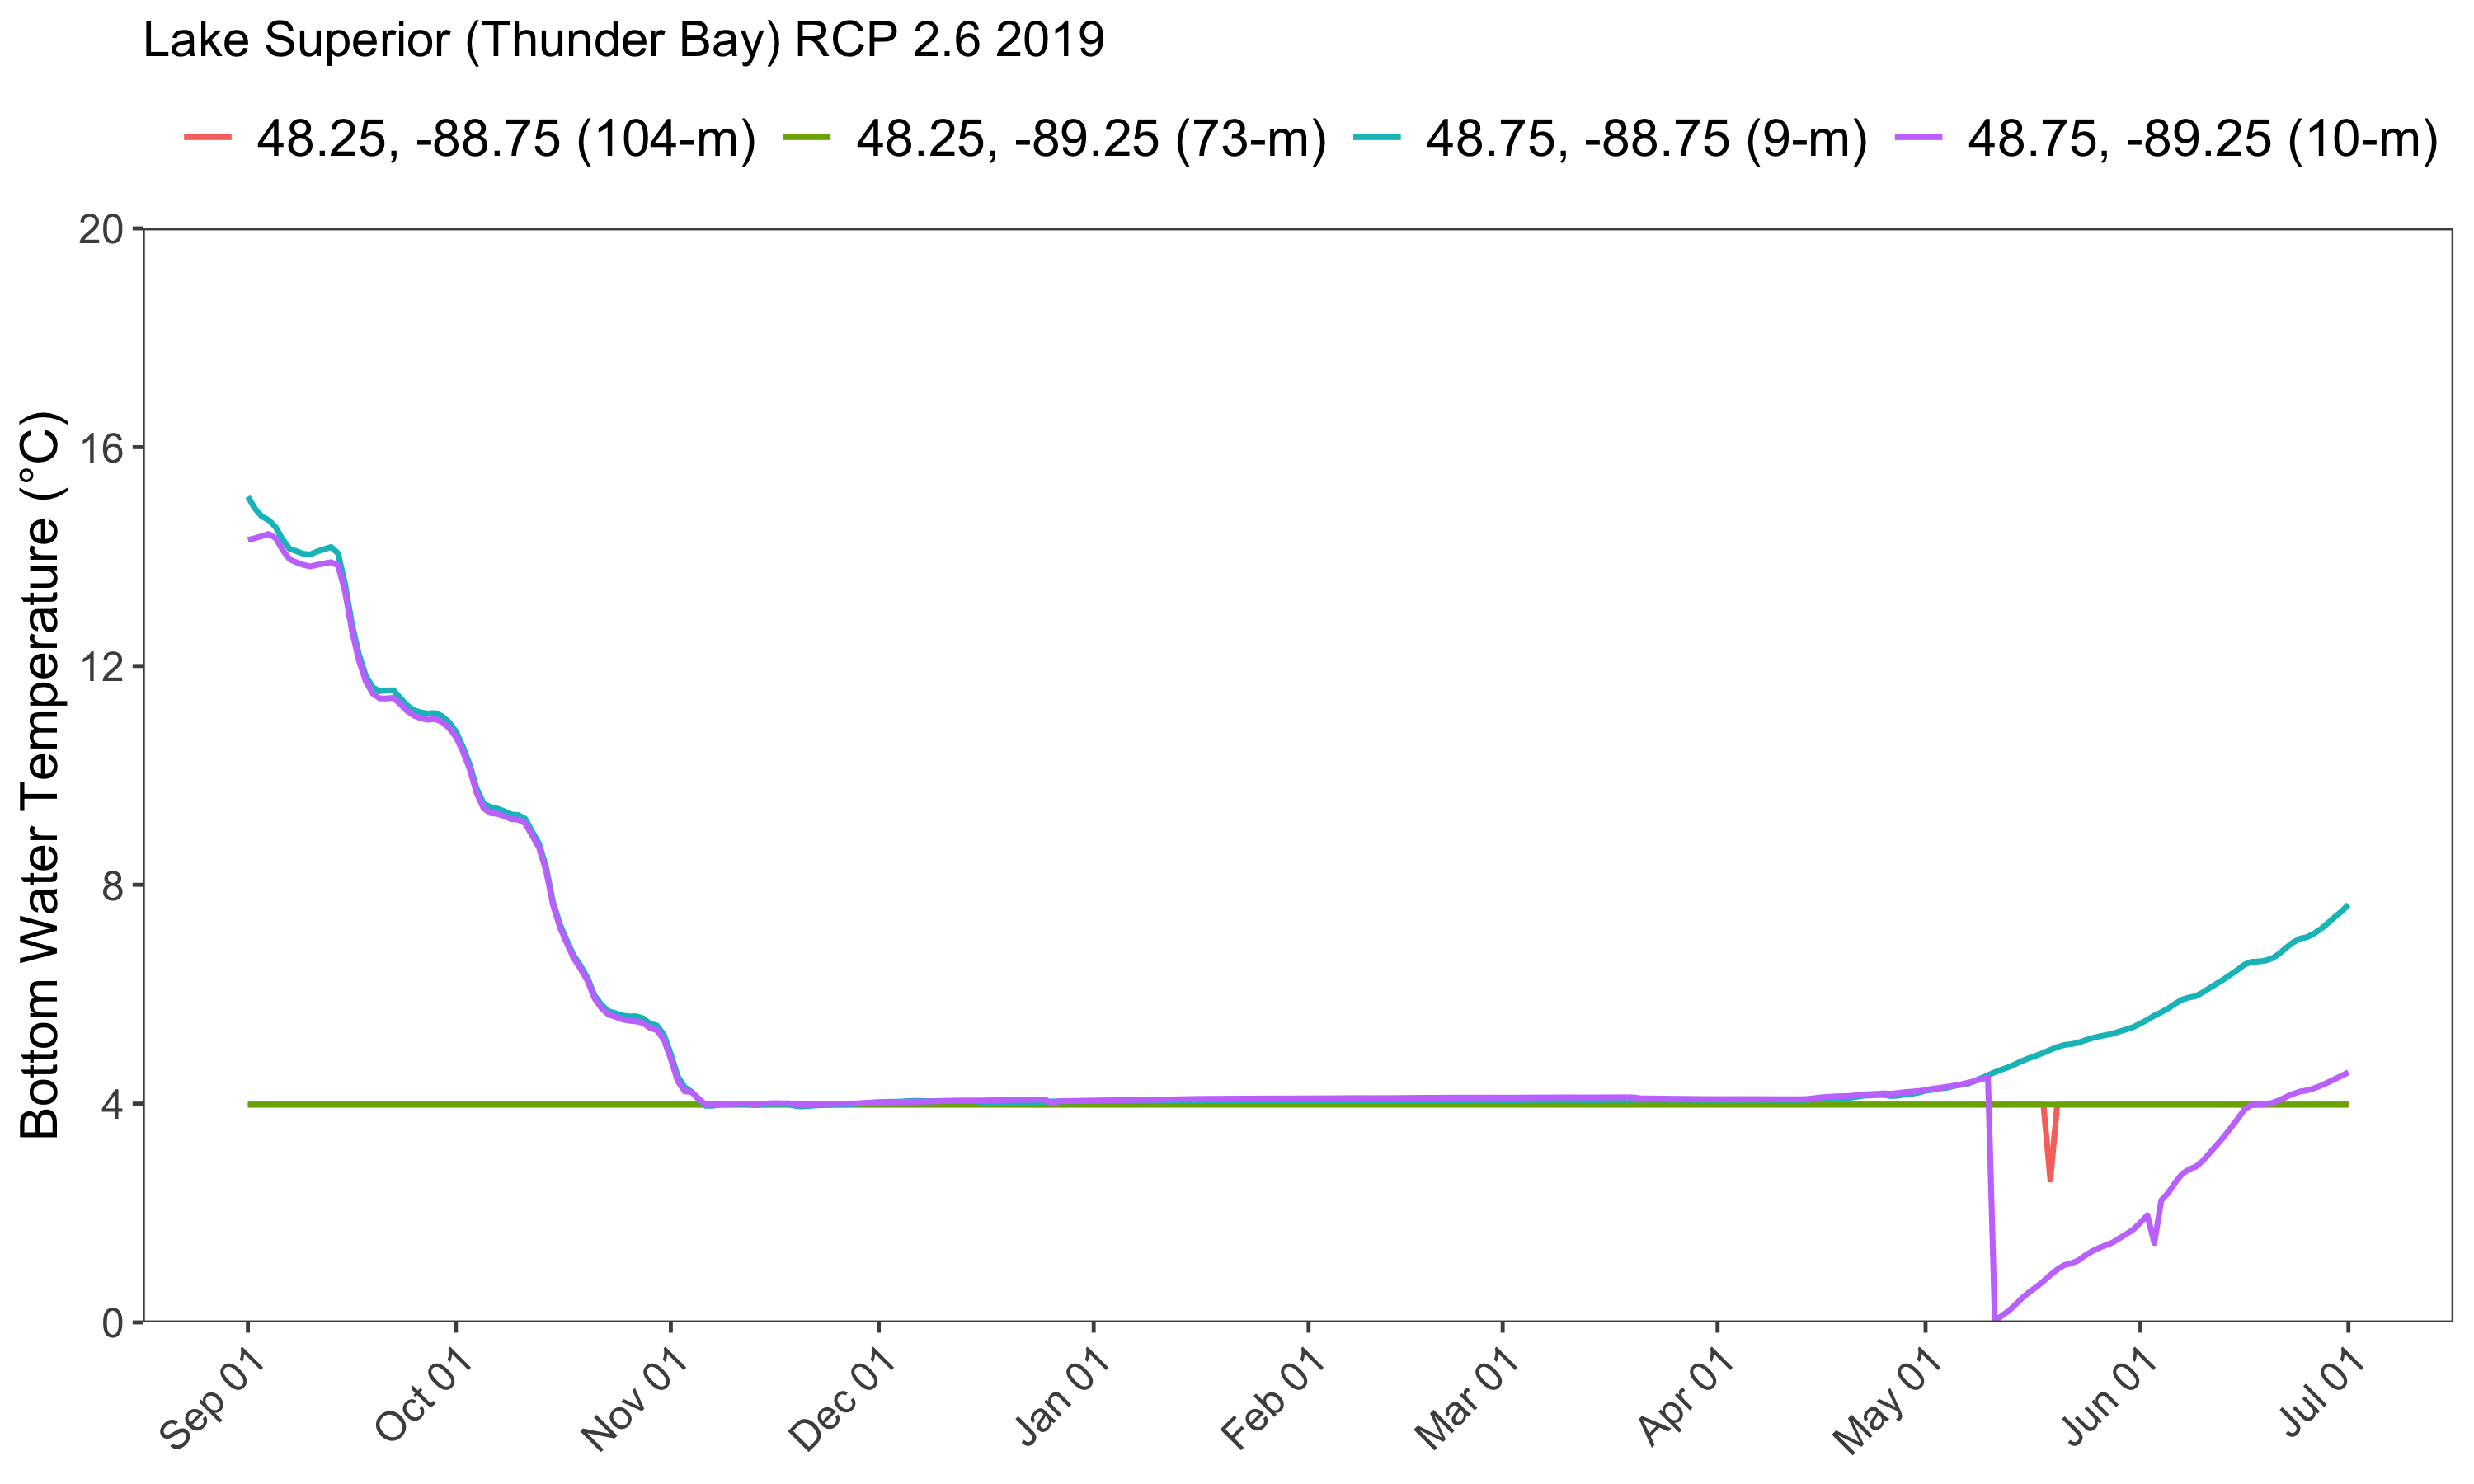 Lake Superior (Thunder Bay) RCP 2.6 2019
48.25, -88.75 (104-m) 48.25, -89.25 (73-m) 48.75, -88.75 (9-m) 48.75, -89.25 (10-m)
Bottom Water Temperature (°C)
20
16
12
8
4
0
Sep 01 Oct 01 Nov 01 Dec 01 Jan 01 Feb 01 Mar 01 Apr 01 May 01 Jun 01 Jul 01